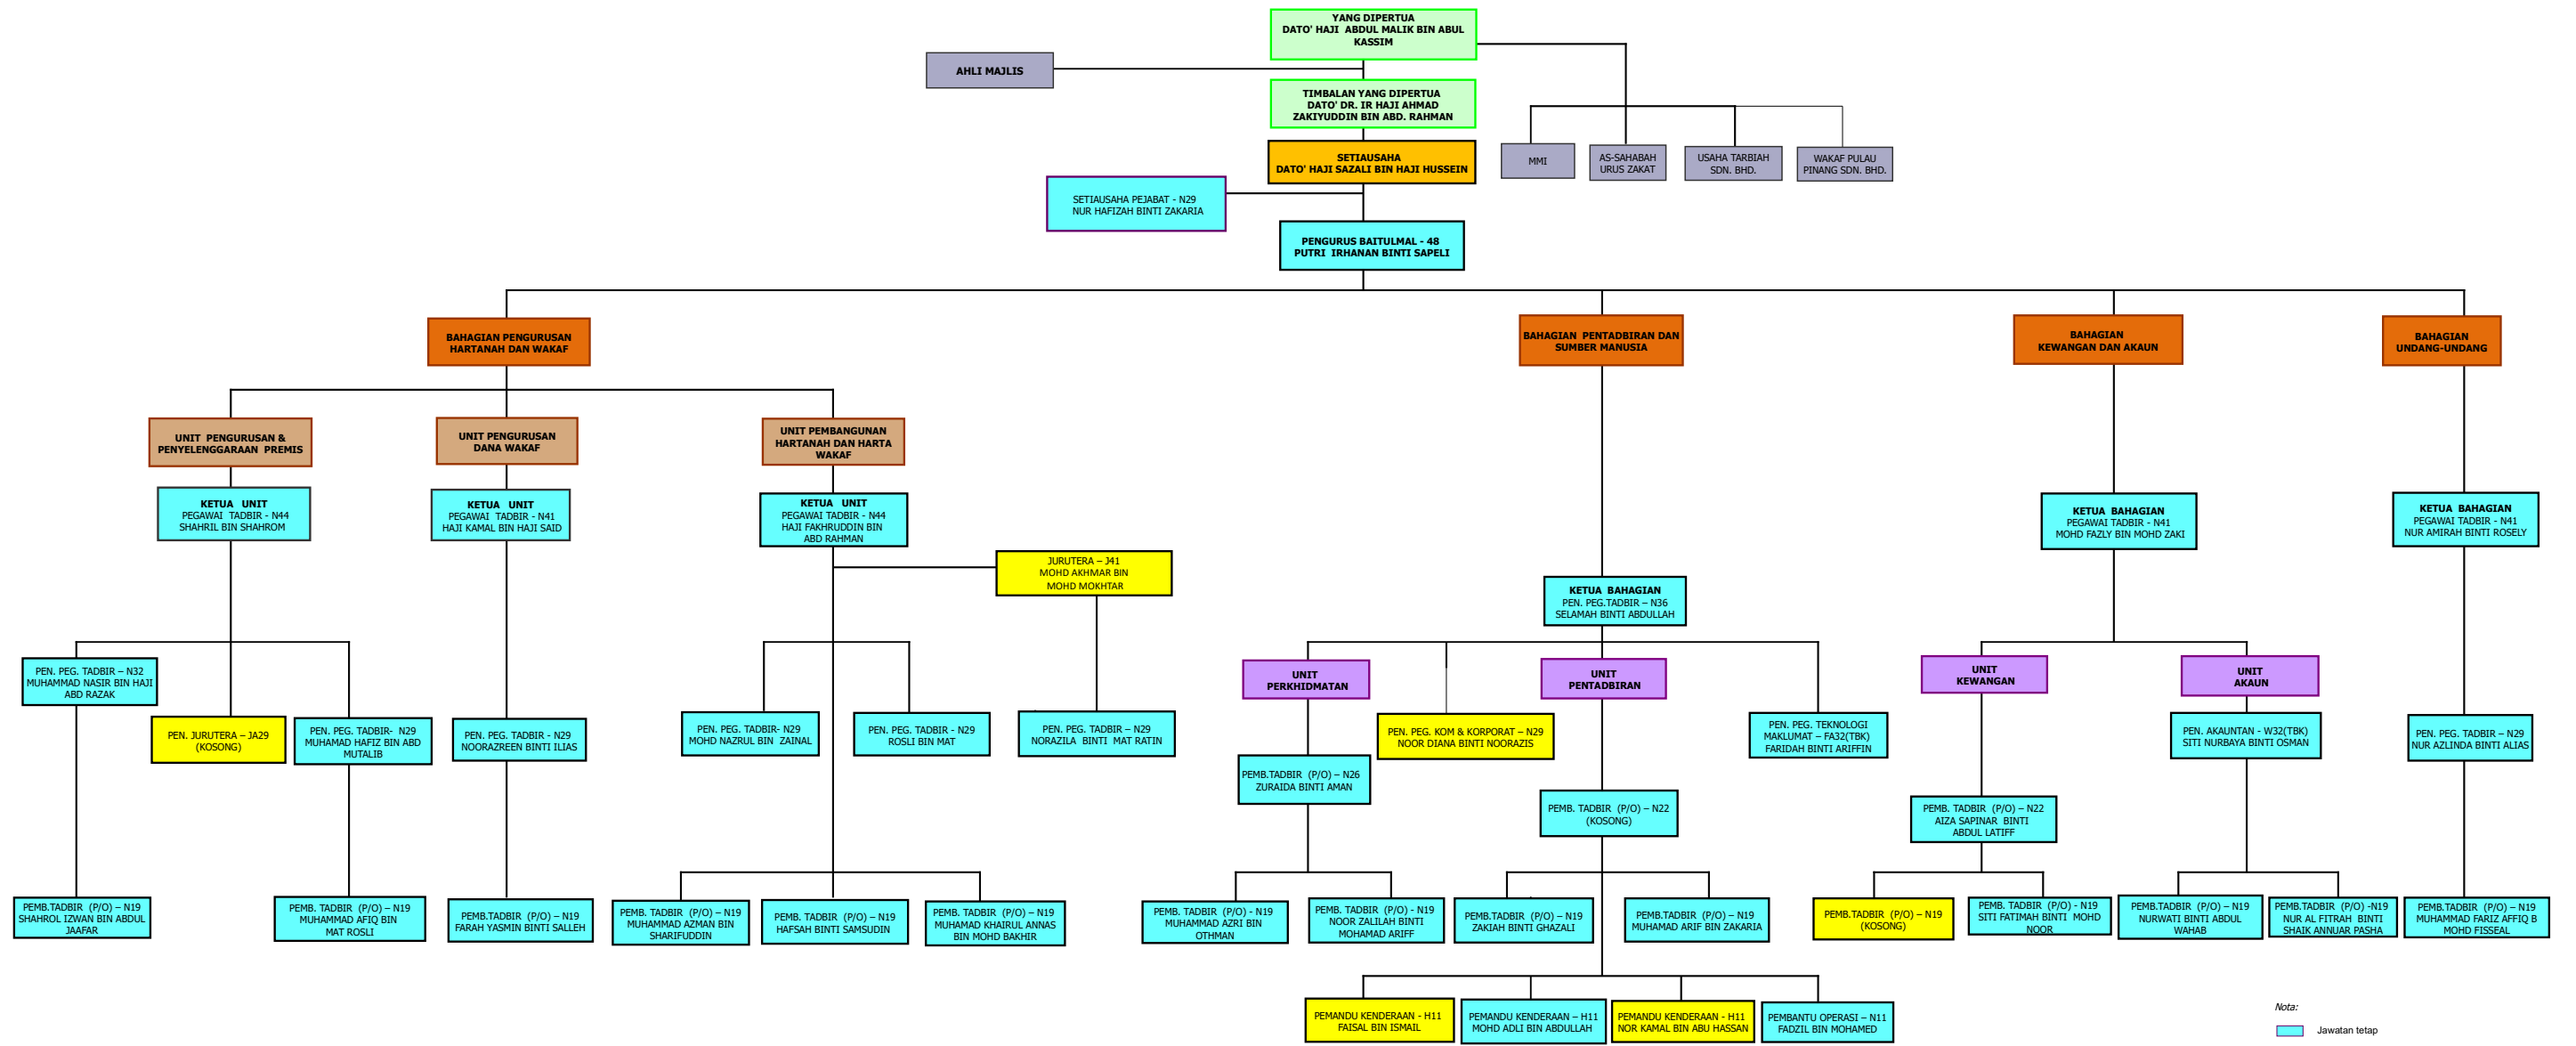 YANG DIPERTUA
DATO' HAJI ABDUL MALIK BIN ABUL
KASSIM
AHLI MAJLIS
TIMBALAN YANG DIPERTUA
DATO' DR. IR HAJI AHMAD
ZAKIYUDDIN BIN ABD. RAHMAN
SETIAUSAHA
DATO' HAJI SAZALI BIN HAJI HUSSEIN
MMI
AS-SAHABAH
URUS ZAKAT
USAHA TARBIAH
SDN. BHD.
WAKAF PULAU
PINANG SDN. BHD.
SETIAUSAHA PEJABAT - N29
NUR HAFIZAH BINTI ZAKARIA
PENGURUS BAITULMAL - 48
PUTRI IRHANAN BINTI SAPELI
BAHAGIAN PENGURUSAN
HARTANAH DAN WAKAF
BAHAGIAN PENTADBIRAN DAN
SUMBER MANUSIA
BAHAGIAN
KEWANGAN DAN AKAUN
BAHAGIAN
UNDANG-UNDANG
UNIT PENGURUSAN &
PENYELENGGARAAN PREMIS
UNIT PENGURUSAN
DANA WAKAF
UNIT PEMBANGUNAN
HARTANAH DAN HARTA
WAKAF
KETUA UNIT
PEGAWAI TADBIR - N44
SHAHRIL BIN SHAHROM
KETUA UNIT
PEGAWAI TADBIR - N41
HAJI KAMAL BIN HAJI SAID
KETUA UNIT
PEGAWAI TADBIR - N44
HAJI FAKHRUDDIN BIN
ABD RAHMAN
KETUA BAHAGIAN
PEGAWAI TADBIR - N41
MOHD FAZLY BIN MOHD ZAKI
KETUA BAHAGIAN
PEGAWAI TADBIR - N41
NUR AMIRAH BINTI ROSELY
JURUTERA – J41
MOHD AKHMAR BIN
MOHD MOKHTAR
KETUA BAHAGIAN
PEN. PEG.TADBIR – N36
SELAMAH BINTI ABDULLAH
PEN. PEG. TADBIR – N32
MUHAMMAD NASIR BIN HAJI
ABD RAZAK
UNIT
PERKHIDMATAN
UNIT
PENTADBIRAN
UNIT
KEWANGAN
UNIT
AKAUN
PEN. JURUTERA – JA29
(KOSONG)
PEN. PEG. TADBIR- N29
MUHAMAD HAFIZ BIN ABD
MUTALIB
PEN. PEG. TADBIR - N29
NOORAZREEN BINTI ILIAS
PEN. PEG. TADBIR- N29
MOHD NAZRUL BIN ZAINAL
PEN. PEG. TADBIR - N29
ROSLI BIN MAT
PEN. PEG. TADBIR – N29
NORAZILA BINTI MAT RATIN
PEN. PEG. KOM & KORPORAT – N29
NOOR DIANA BINTI NOORAZIS
PEN. PEG. TEKNOLOGI
MAKLUMAT – FA32(TBK)
FARIDAH BINTI ARIFFIN
PEN. AKAUNTAN - W32(TBK)
SITI NURBAYA BINTI OSMAN
PEN. PEG. TADBIR – N29
NUR AZLINDA BINTI ALIAS
PEMB.TADBIR (P/O) – N26
ZURAIDA BINTI AMAN
PEMB. TADBIR (P/O) – N22
(KOSONG)
PEMB. TADBIR (P/O) – N22
AIZA SAPINAR BINTI
ABDUL LATIFF
PEMB.TADBIR (P/O) – N19
SHAHROL IZWAN BIN ABDUL
JAAFAR
PEMB. TADBIR (P/O) – N19
MUHAMMAD AFIQ BIN
MAT ROSLI
PEMB.TADBIR (P/O) – N19
FARAH YASMIN BINTI SALLEH
PEMB. TADBIR (P/O) – N19
MUHAMMAD AZMAN BIN
SHARIFUDDIN
PEMB. TADBIR (P/O) – N19
HAFSAH BINTI SAMSUDIN
PEMB. TADBIR (P/O) – N19
MUHAMAD KHAIRUL ANNAS
BIN MOHD BAKHIR
PEMB. TADBIR (P/O) - N19
MUHAMMAD AZRI BIN
OTHMAN
PEMB. TADBIR (P/O) - N19
NOOR ZALILAH BINTI
MOHAMAD ARIFF
PEMB.TADBIR (P/O) – N19
ZAKIAH BINTI GHAZALI
PEMB.TADBIR (P/O) – N19
MUHAMAD ARIF BIN ZAKARIA
PEMB.TADBIR (P/O) – N19
(KOSONG)
PEMB. TADBIR (P/O) - N19
SITI FATIMAH BINTI MOHD
NOOR
PEMB.TADBIR (P/O) – N19
NURWATI BINTI ABDUL
WAHAB
PEMB.TADBIR (P/O) -N19
NUR AL FITRAH BINTI
SHAIK ANNUAR PASHA
PEMB.TADBIR (P/O) – N19
MUHAMMAD FARIZ AFFIQ B
MOHD FISSEAL
PEMANDU KENDERAAN - H11
FAISAL BIN ISMAIL
PEMANDU KENDERAAN – H11
MOHD ADLI BIN ABDULLAH
PEMANDU KENDERAAN - H11
NOR KAMAL BIN ABU HASSAN
PEMBANTU OPERASI – N11
FADZIL BIN MOHAMED
Nota:
Jawatan tetap